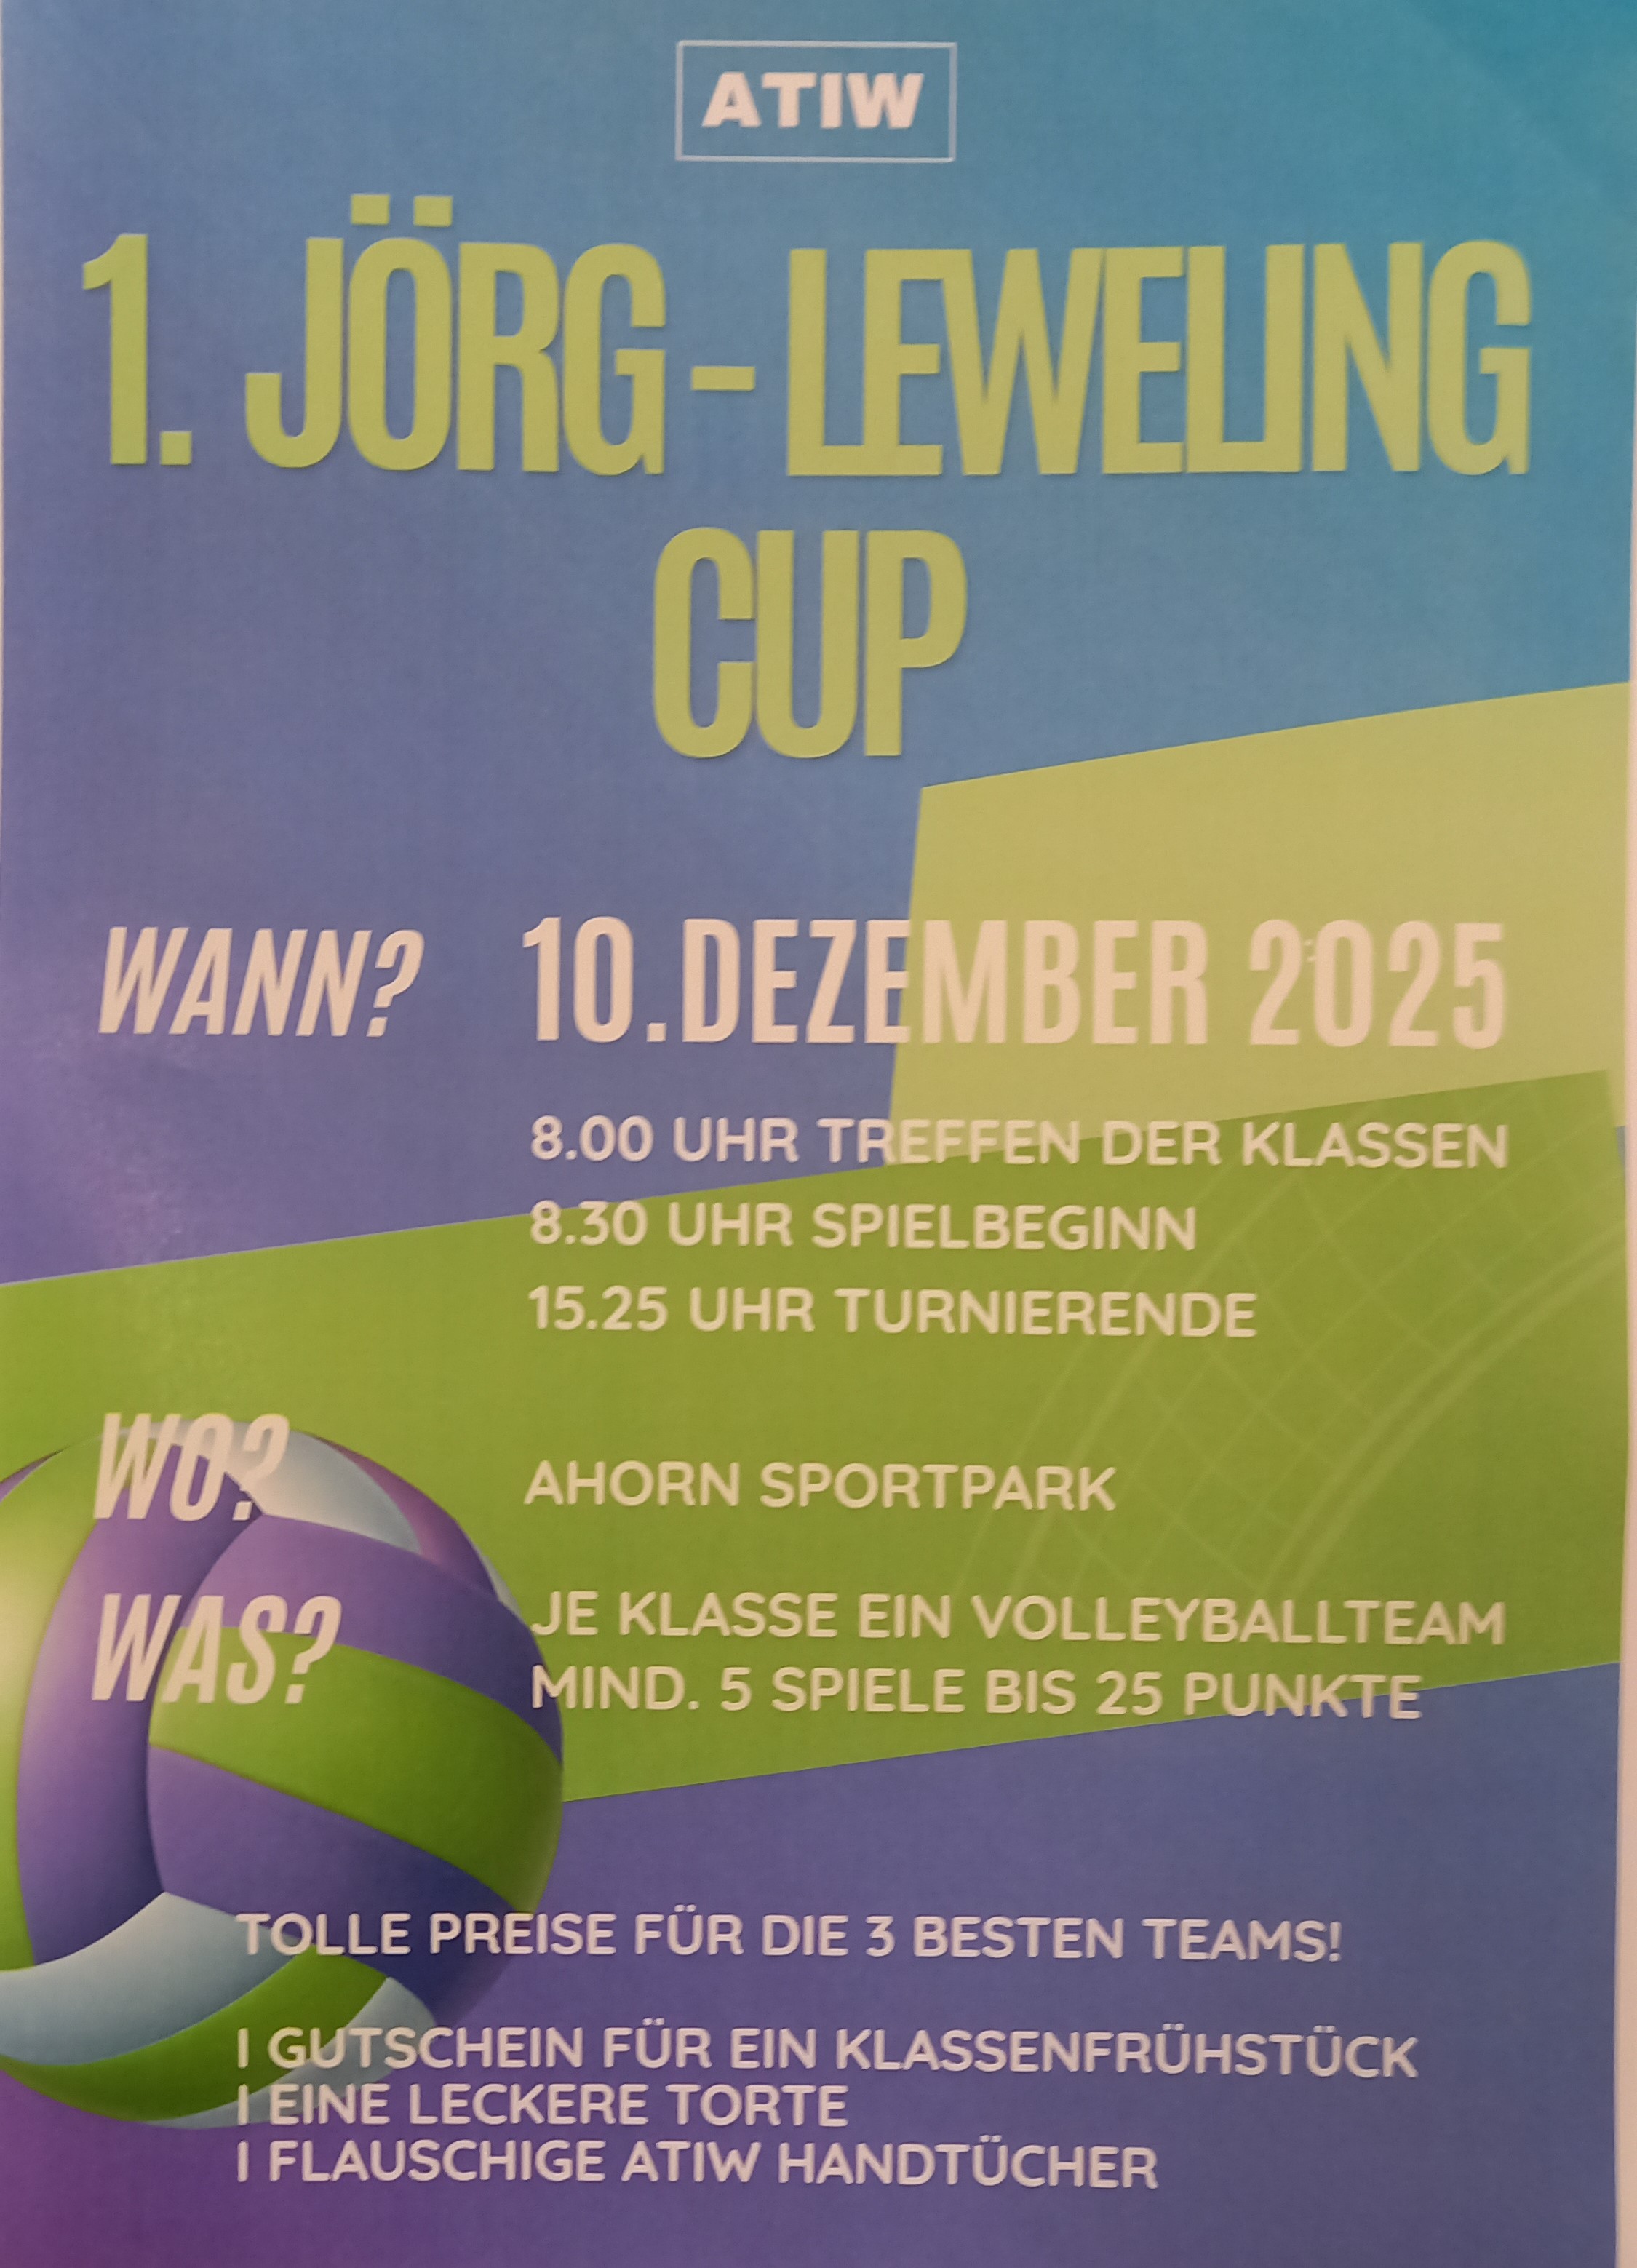 ATIW
1. JÖRG - LEWELING
CUP
WANN? 10.DEZEMBER 2025
8.00 UHR TREFFEN DER KLASSEN
8.30 UHR SPIELBEGINN
15.25 UHR TURNIERENDE
WO? AHORN SPORTPARK
WAS? JE KLASSE EIN VOLLEYBALLTEAM
MIND. 5 SPIELE BIS 25 PUNKTE
TOLLE PREISE FÜR DIE 3 BESTEN TEAMS!
| GUTSCHEIN FÜR EIN KLASSENFRÜHSTÜCK
| EINE LECKERE TORTE
| FLAUSCHIGE ATIW HANDTÜCHER